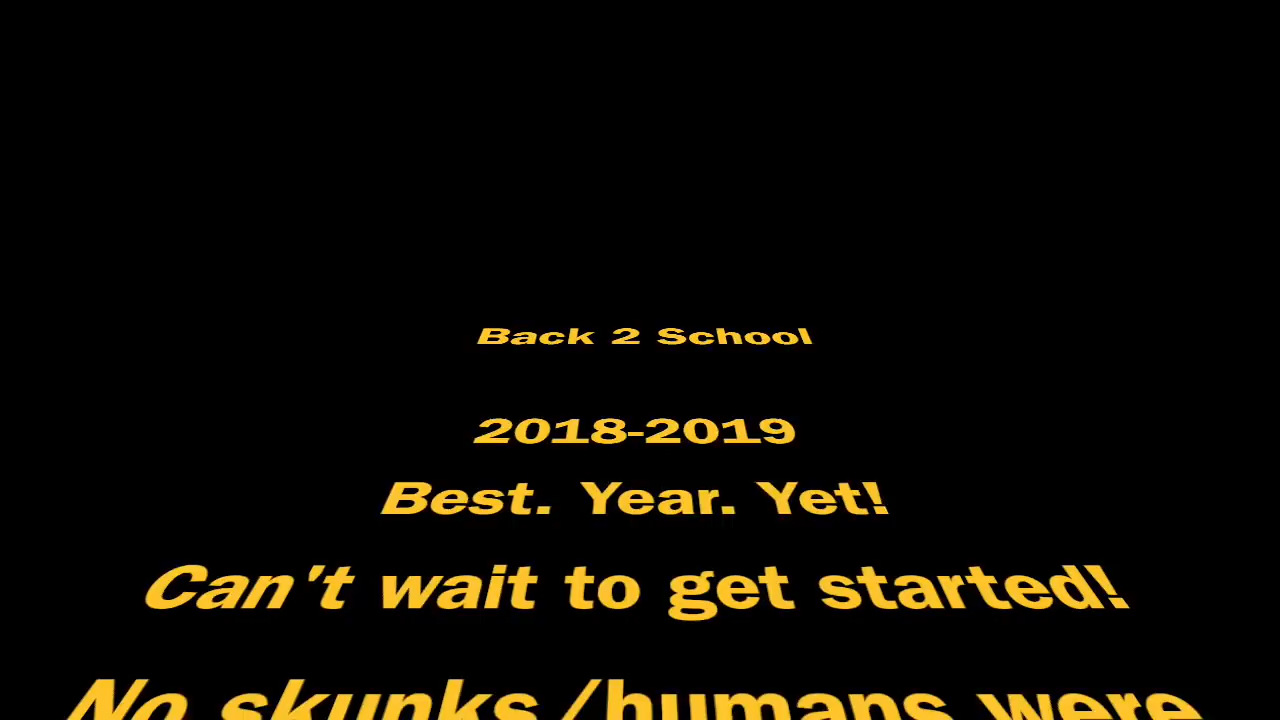 Back 2 School
2018-2019
Best. Year. Yet!
Can't wait to get started!
No skunks/humans were